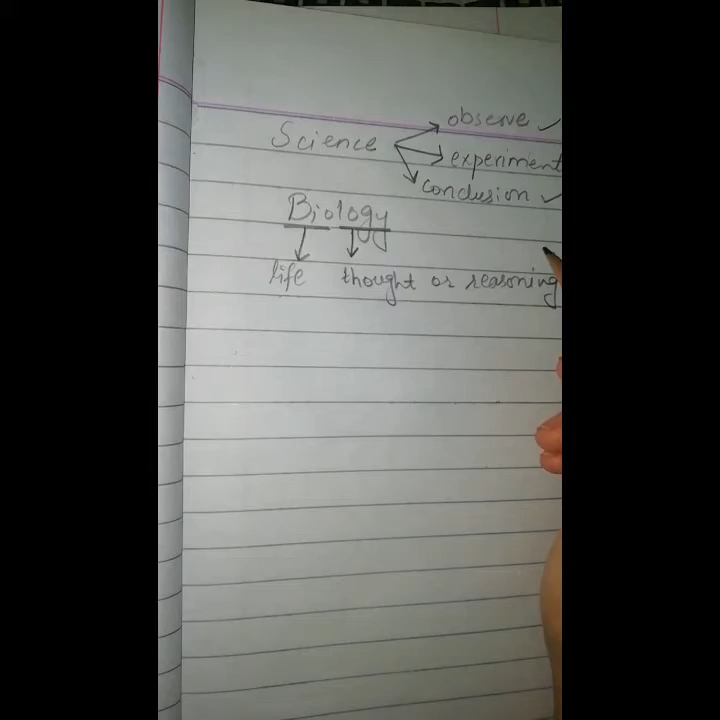 observe ✓
Science
experiment
conclusion ✓
Biology
life thought or reasoning